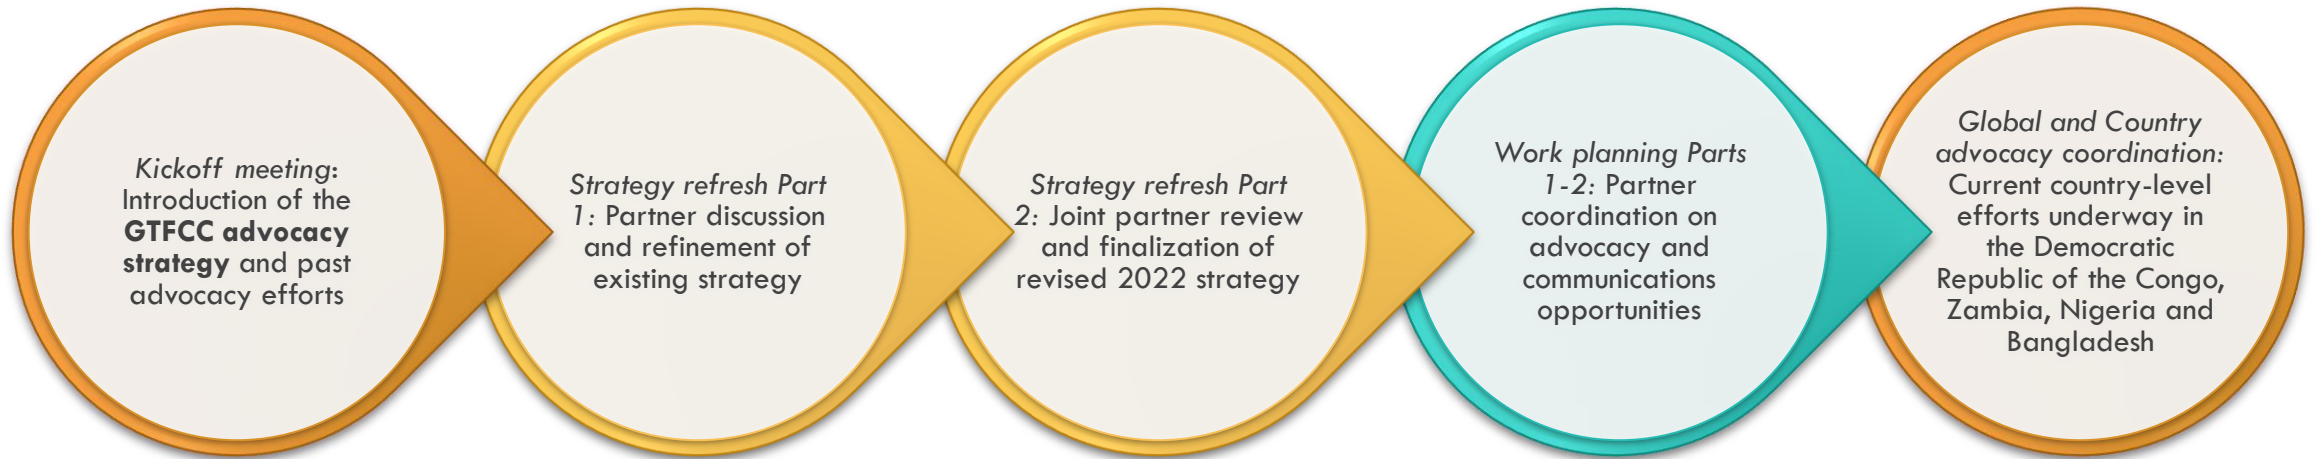 Kickoff meeting:
Introduction of the
GTFCC advocacy
strategy and past
advocacy efforts
Strategy refresh Part
1: Partner discussion
and refinement of
existing strategy
Strategy refresh Part
2: Joint partner review
and finalization of
revised 2022 strategy
Work planning Parts
1-2: Partner
coordination on
advocacy and
communications
opportunities
Global and Country
advocacy coordination:
Current country-level
efforts underway in
the Democratic
Republic of the Congo,
Zambia, Nigeria and
Bangladesh